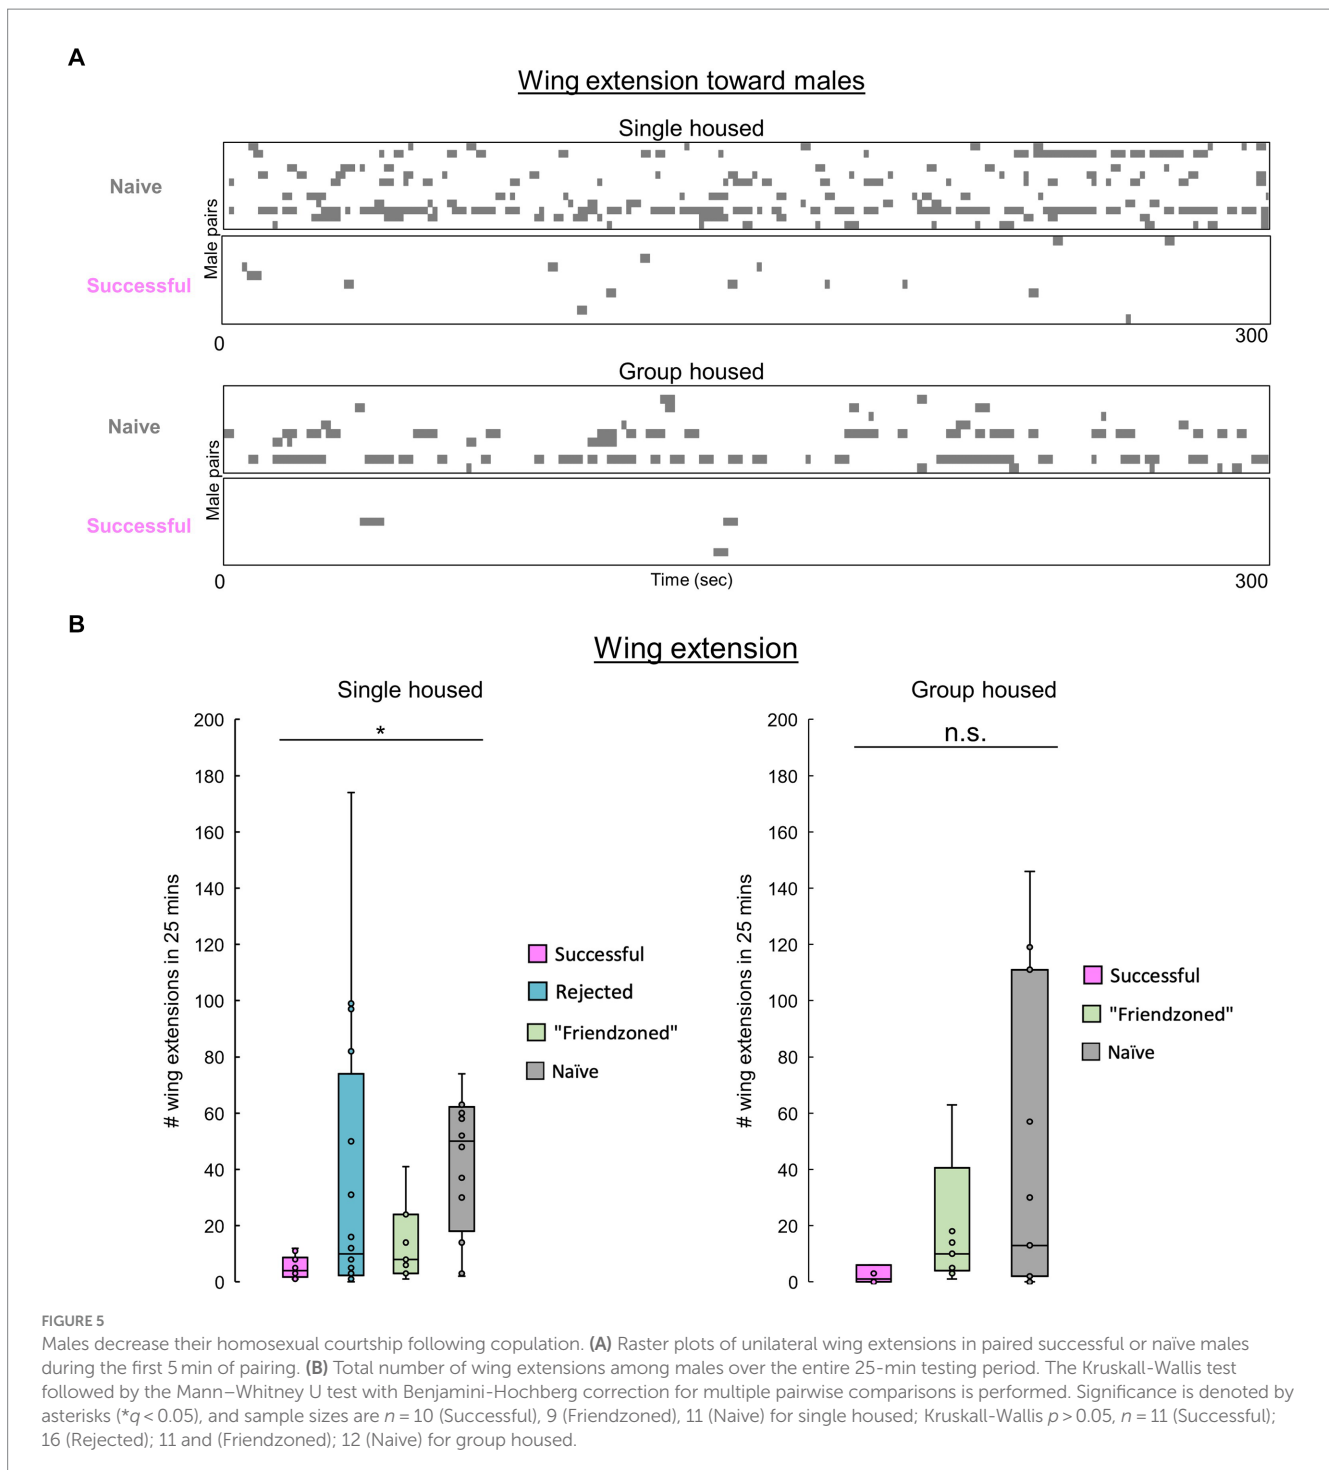 A
Wing extension toward males
Single housed
Naive
Successful
Male pairs
0
300
Group housed
Naive
Successful
Male pairs
0
Time (sec)
300
B
Wing extension
Single housed
# wing extensions in 25 mins
200
180
160
140
120
100
80
60
40
20
0
*
Successful
Rejected
"Friendzoned"
Naïve
Group housed
# wing extensions in 25 mins
200
180
160
140
120
100
80
60
40
20
0
n.s.
Successful
"Friendzoned"
Naïve
FIGURE 5
Males decrease their homosexual courtship following copulation. (A) Raster plots of unilateral wing extensions in paired successful or naïve males
during the first 5 min of pairing. (B) Total number of wing extensions among males over the entire 25-min testing period. The Kruskall-Wallis test
followed by the Mann–Whitney U test with Benjamini-Hochberg correction for multiple pairwise comparisons is performed. Significance is denoted by
asterisks (*q < 0.05), and sample sizes are n = 10 (Successful), 9 (Friendzoned), 11 (Naive) for single housed; Kruskall-Wallis p > 0.05, n = 11 (Successful);
16 (Rejected); 11 and (Friendzoned); 12 (Naive) for group housed.